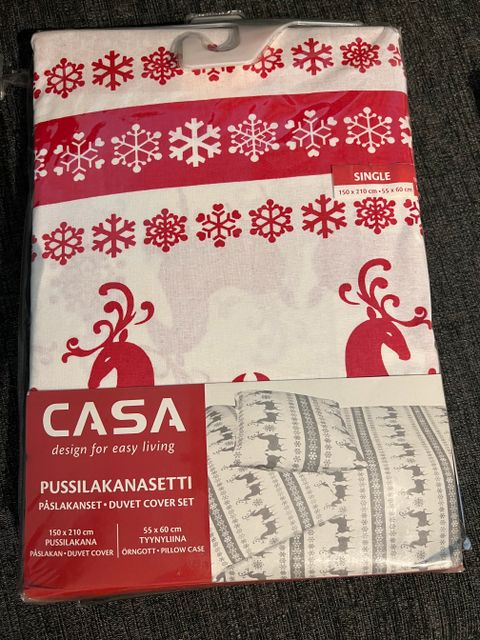 SINGLE
150 x 210 cm • 55 x 60 cm
CASA
design for easy living
PUSSILAKANASETTI
PÅSLAKANSET • DUVET COVER SET
150 x 210 cm
PUSSILAKANA
PÅSLAKAN • DUVET COVER
55 x 60 cm
TYYNYLIINA
ÖRNGOTT • PILLOW CASE